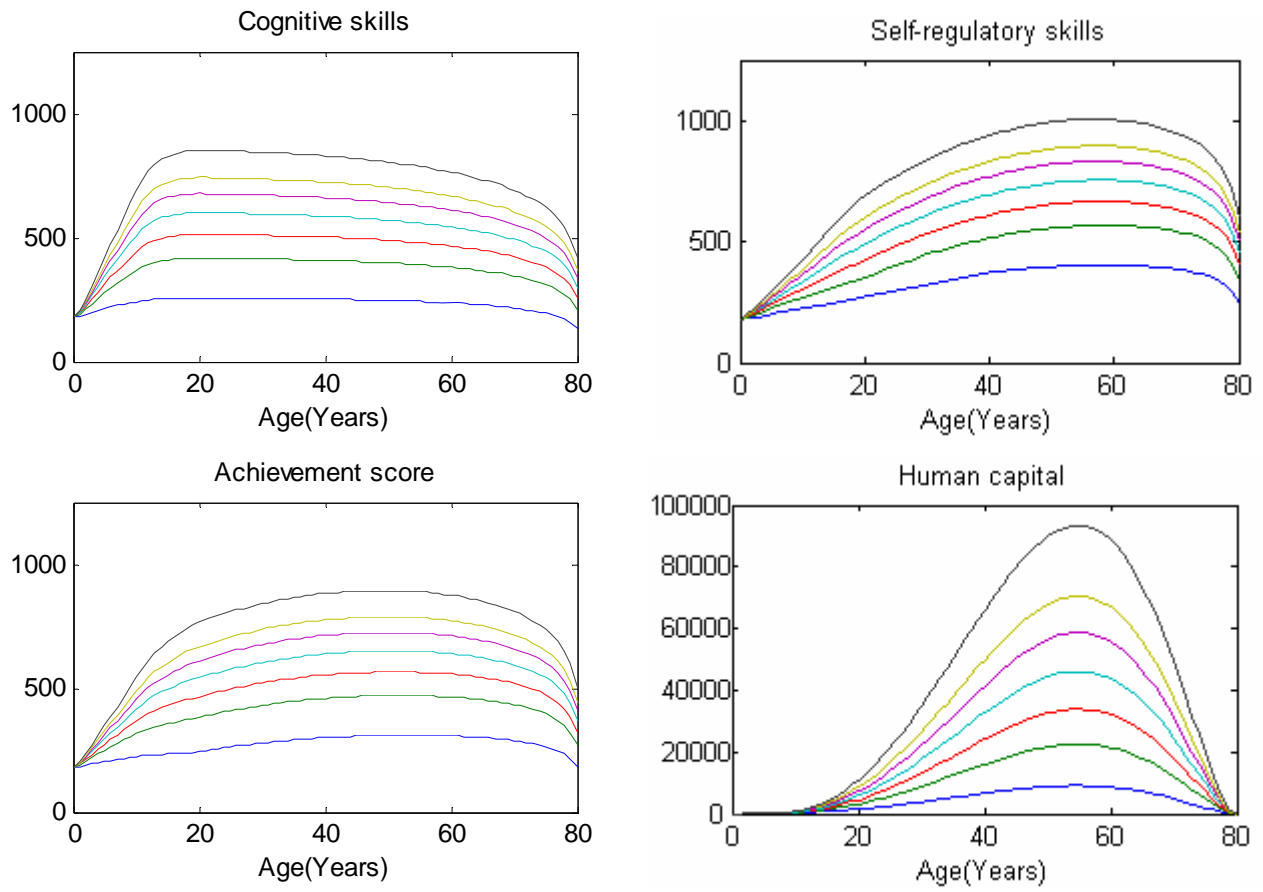 Cognitive skills
1000
500
0
0 20 40 60 80
Age(Years)
Self-regulatory skills
1000
500
0
0 20 40 60 80
Age(Years)
Achievement score
1000
500
0
0 20 40 60 80
Age(Years)
Human capital
100000
80000
60000
40000
20000
0
0 20 40 60 80
Age(Years)